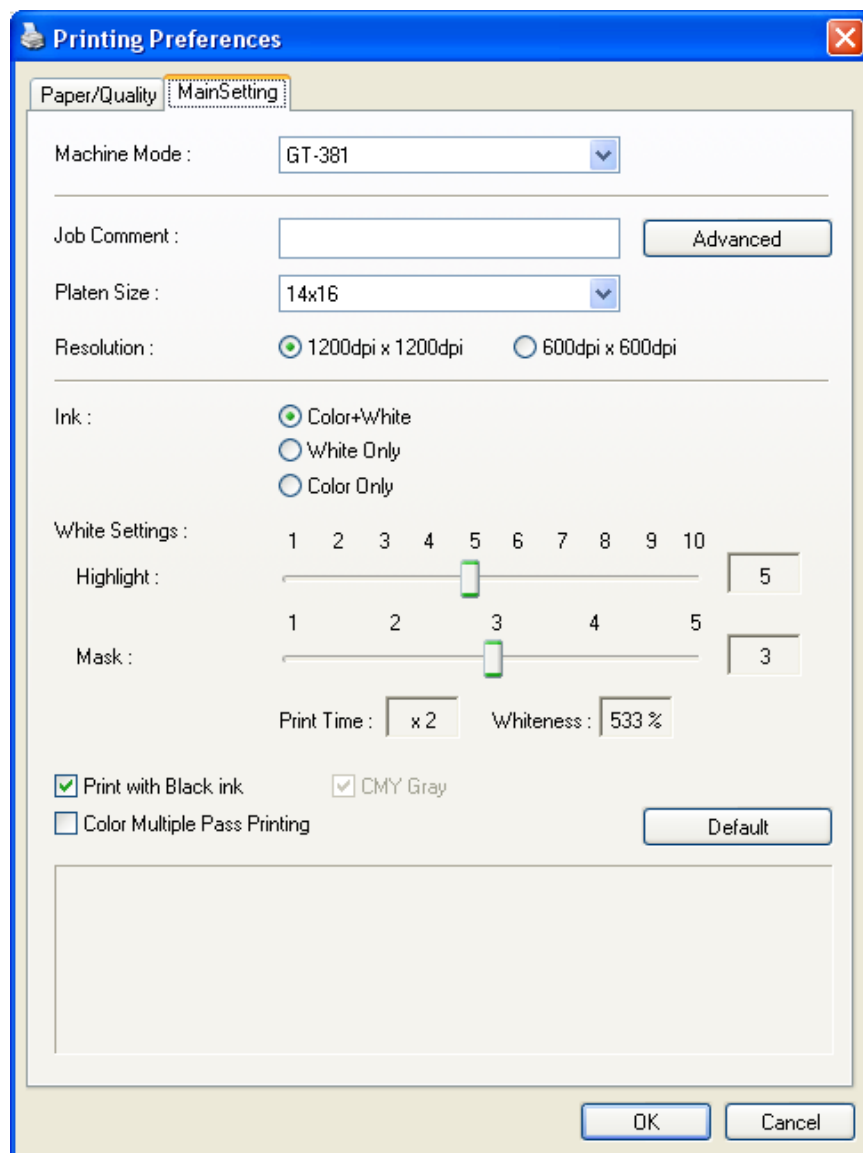 Printing Preferences
Paper/Quality MainSetting
Machine Mode : GT-381
Job Comment : Advanced
Platen Size : 14x16
Resolution : 1200dpi x 1200dpi 600dpi x 600dpi
Ink : Color+White
White Only
Color Only
White Settings : 1 2 3 4 5 6 7 8 9 10
Highlight : 5
1 2 3 4 5
Mask : 3
Print Time : x 2 Whiteness : 533 %
Print with Black ink CMY Gray
Color Multiple Pass Printing Default
OK Cancel